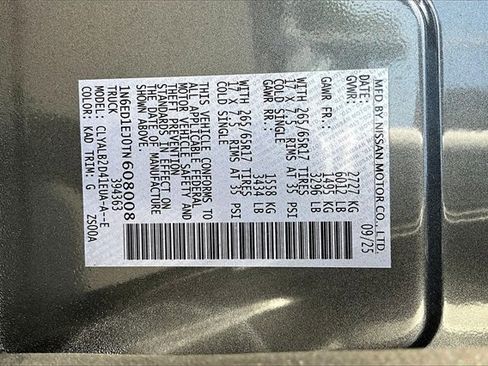 MFD BY NISSAN MOTOR CO., LTD.
DATE: 09/25
GVWR: 2727 KG
6012 LB
GAWR FR.: 1495 KG
3296 LB
WITH 265/65R17 TIRES
17 X 7.5 RIMS AT 35 PSI
COLD SINGLE
GAWR RR.: 1558 KG
3434 LB
WITH 265/65R17 TIRES
17 X 7.5 RIMS AT 35 PSI
COLD SINGLE
THIS VEHICLE CONFORMS TO
ALL APPLICABLE FEDERAL
MOTOR VEHICLE SAFETY AND
THEFT PREVENTION
STANDARDS IN EFFECT ON
THE DATE OF MANUFACTURE
SHOWN ABOVE.
1N6ED1EJ0TN608008
TRUCK 394363
MODEL: CLYALB2D41EUA-A--E
COLOR: KAD TRIM: G Z500A